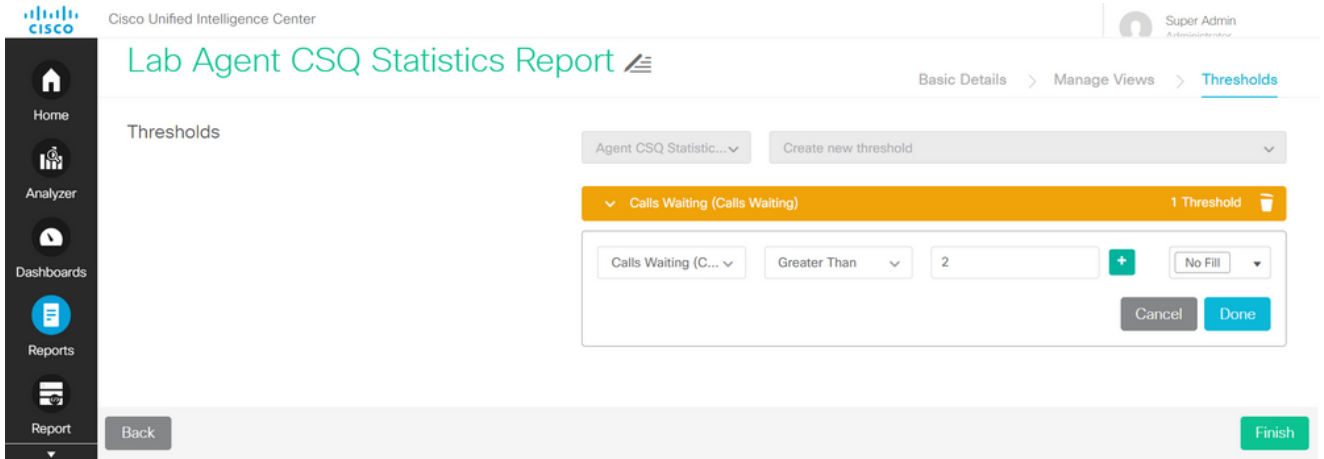 CISCO
Cisco Unified Intelligence Center
Super Admin
Administrator
Lab Agent CSQ Statistics Report
Basic Details > Manage Views > Thresholds
Home
Analyzer
Dashboards
Reports
Report
Thresholds
Agent CSQ Statistic...
Create new threshold
Calls Waiting (Calls Waiting)
1 Threshold
Calls Waiting (C...
Greater Than
2
+
No Fill
Cancel
Done
Back
Finish